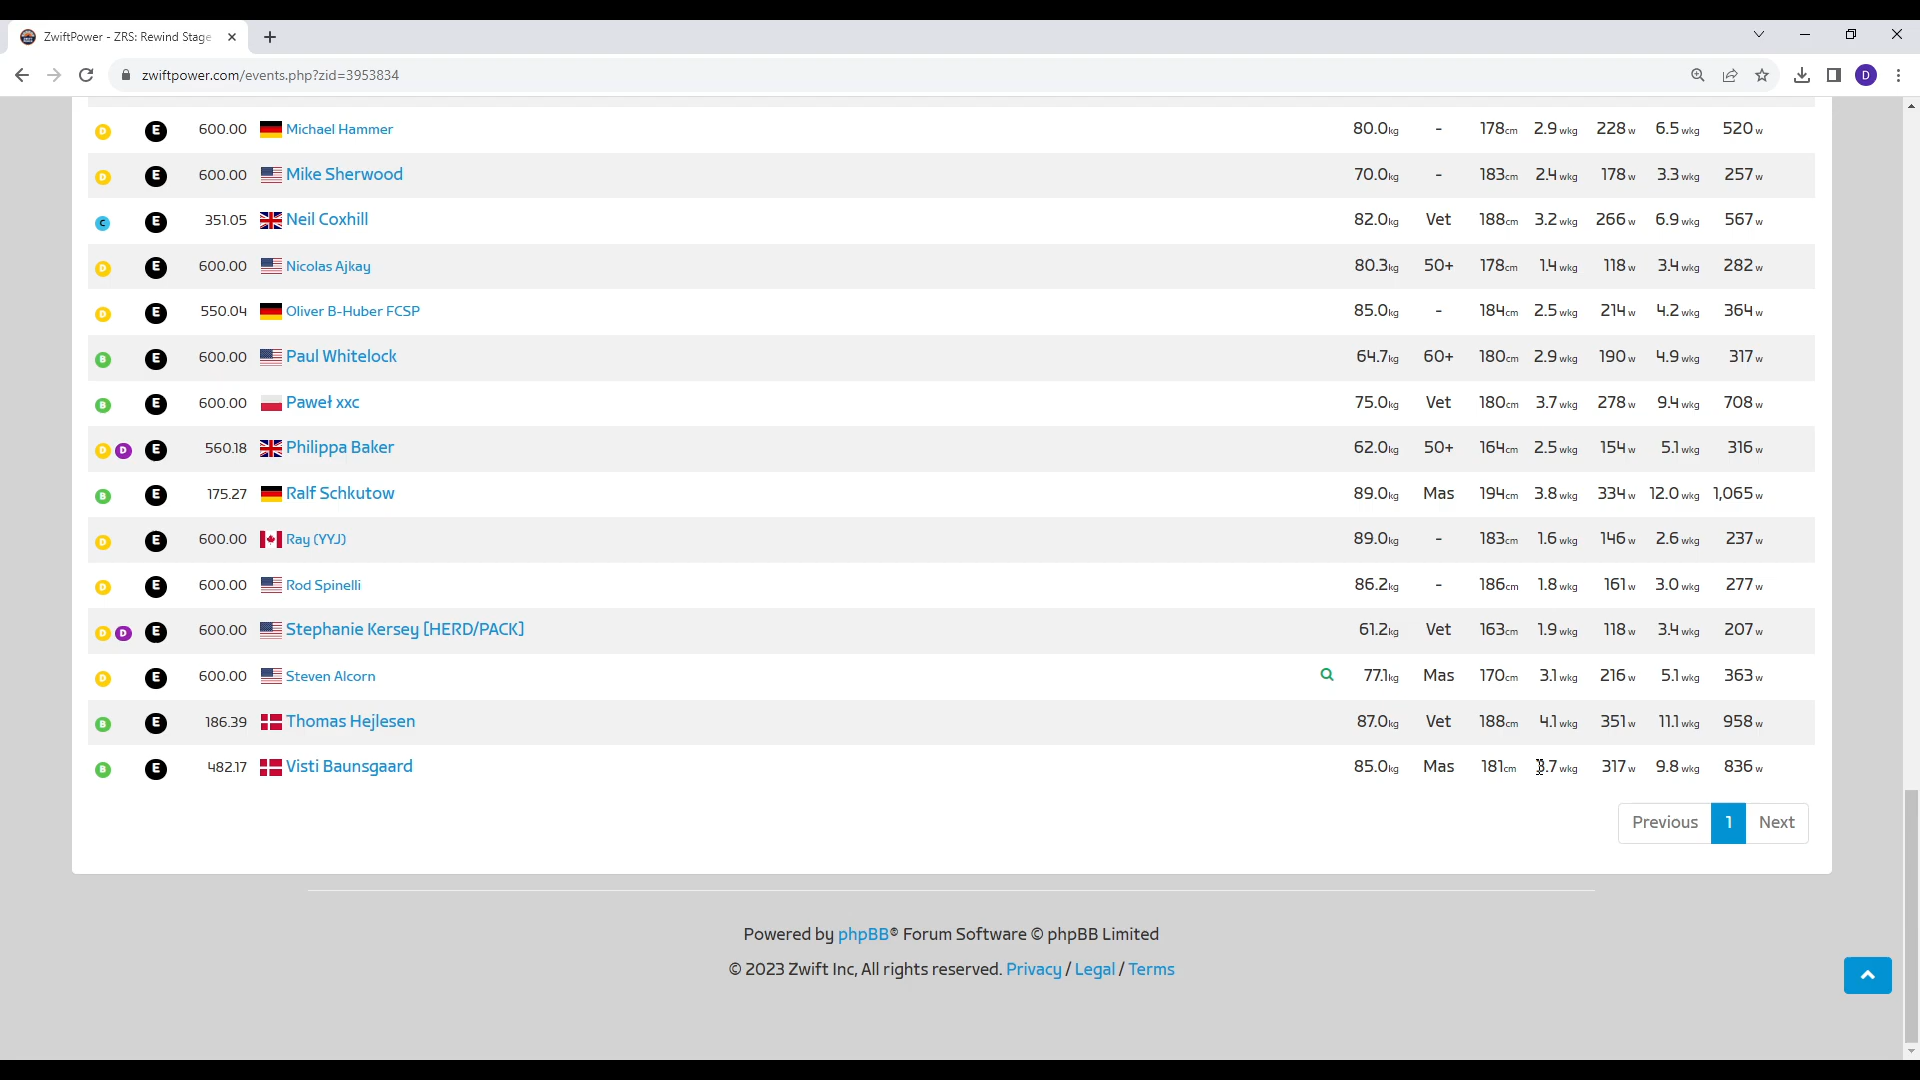 ZwiftPower - ZRS: Rewind Stage
zwiftpower.com/events.php?zid=3953834
D
D E 600.00 Michael Hammer 80.0kg - 178cm 2.9wkg 228w 6.5wkg 520w
D E 600.00 Mike Sherwood 70.0kg - 183cm 2.4wkg 178w 3.3wkg 257w
C E 351.05 Neil Coxhill 82.0kg Vet 188cm 3.2wkg 266w 6.9wkg 567w
D E 600.00 Nicolas Ajkay 80.3kg 50+ 178cm 1.4wkg 118w 3.4wkg 282w
D E 550.04 Oliver B-Huber FCSP 85.0kg - 184cm 2.5wkg 214w 4.2wkg 364w
B E 600.00 Paul Whitelock 64.7kg 60+ 180cm 2.9wkg 190w 4.9wkg 317w
B E 600.00 Paweł xxc 75.0kg Vet 180cm 3.7wkg 278w 9.4wkg 708w
D D E 560.18 Philippa Baker 62.0kg 50+ 164cm 2.5wkg 154w 5.1wkg 316w
B E 175.27 Ralf Schkutow 89.0kg Mas 194cm 3.8wkg 334w 12.0wkg 1,065w
D E 600.00 Ray (YYJ) 89.0kg - 183cm 1.6wkg 146w 2.6wkg 237w
D E 600.00 Rod Spinelli 86.2kg - 186cm 1.8wkg 161w 3.0wkg 277w
D D E 600.00 Stephanie Kersey [HERD/PACK] 61.2kg Vet 163cm 1.9wkg 118w 3.4wkg 207w
D E 600.00 Steven Alcorn 77.1kg Mas 170cm 3.1wkg 216w 5.1wkg 363w
B E 186.39 Thomas Hejlesen 87.0kg Vet 188cm 4.1wkg 351w 11.1wkg 958w
B E 482.17 Visti Baunsgaard 85.0kg Mas 181cm 3.7wkg 317w 9.8wkg 836w
Previous 1 Next
Powered by phpBB® Forum Software © phpBB Limited
© 2023 Zwift Inc, All rights reserved. Privacy / Legal / Terms